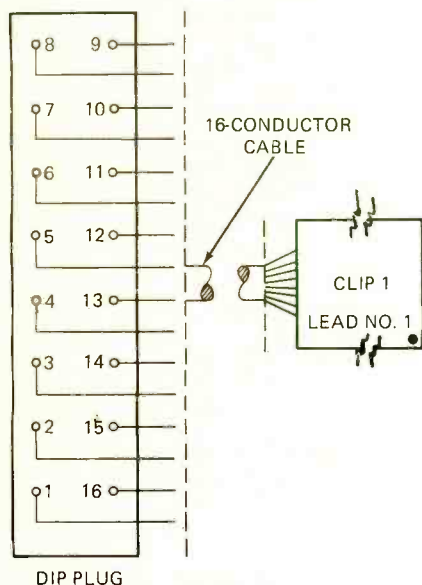 8 9
7 10
16-CONDUCTOR
CABLE
6 11
5 12
4 13
CLIP 1
LEAD NO. 1
3 14
2 15
1 16
DIP PLUG